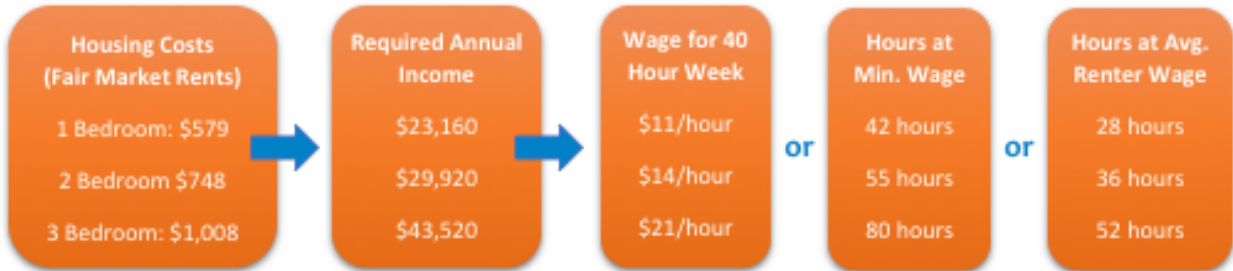 Housing Costs
(Fair Market Rents)
1 Bedroom: $579
2 Bedroom $748
3 Bedroom: $1,008
Required Annual
Income
$23,160
$29,920
$43,520
Wage for 40
Hour Week
$11/hour
$14/hour
$21/hour
or
Hours at
Min. Wage
42 hours
55 hours
80 hours
or
Hours at Avg.
Renter Wage
28 hours
36 hours
52 hours